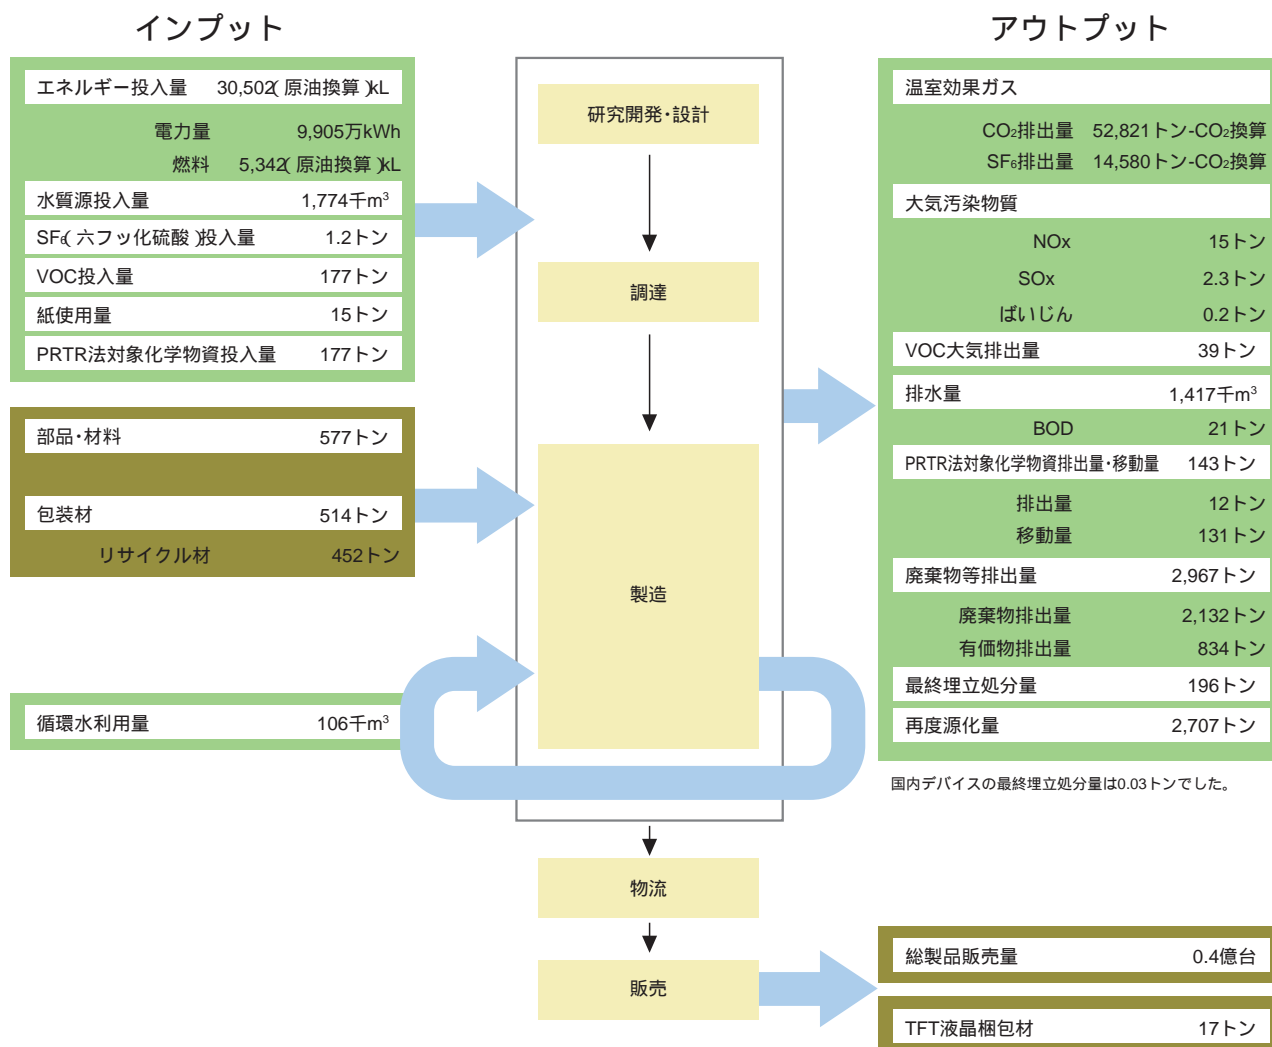 インプット
アウトプット
エネルギー投入量 30,502(原油換算)kL
電力量 9,905万kWh
燃料 5,342(原油換算)kL
水質源投入量 1,774千m³
SF₆(六フッ化硫酸)投入量 1.2トン
VOC投入量 177トン
紙使用量 15トン
PRTR法対象化学物資投入量 177トン
部品・材料 577トン
包装材 514トン
リサイクル材 452トン
循環水利用量 106千m³
研究開発・設計
調達
製造
物流
販売
温室効果ガス
CO₂排出量 52,821トン-CO₂換算
SF₆排出量 14,580トン-CO₂換算
大気汚染物質
NOx 15トン
SOx 2.3トン
ばいじん 0.2トン
VOC大気排出量 39トン
排水量 1,417千m³
BOD 21トン
PRTR法対象化学物資排出量・移動量 143トン
排出量 12トン
移動量 131トン
廃棄物等排出量 2,967トン
廃棄物排出量 2,132トン
有価物排出量 834トン
最終埋立処分量 196トン
再度源化量 2,707トン
国内デバイスの最終埋立処分量は0.03トンでした。
総製品販売量 0.4億台
TFT液晶梱包材 17トン